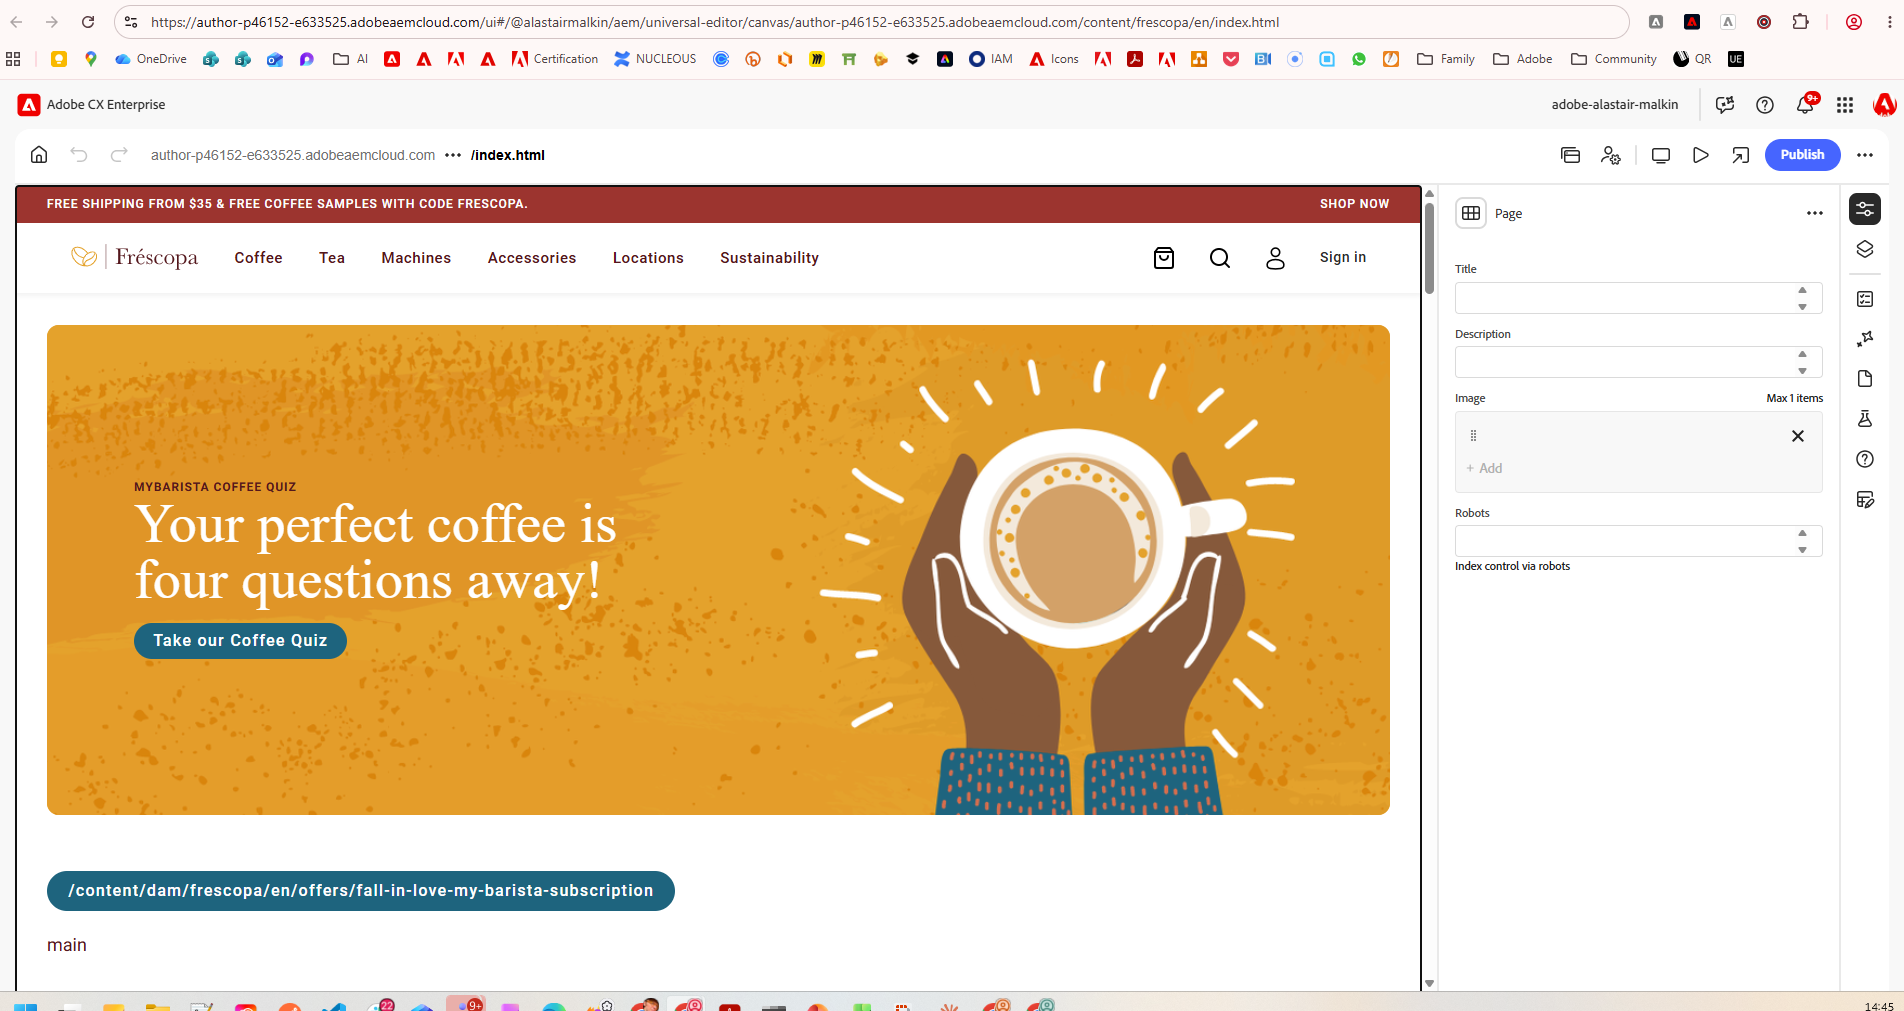 https://author-p46152-e633525.adobeaemcloud.com/ui#/@alastairmalkin/aem/universal-editor/canvas/author-p46152-e633525.adobeaemcloud.com/content/frescopa/en/index.html
OneDrive AI Certification NUCLEOUS IAM Icons Family Adobe Community QR UE
Adobe CX Enterprise
adobe-alastair-malkin
9+
author-p46152-e633525.adobeaemcloud.com ••• /index.html
Publish
FREE SHIPPING FROM $35 & FREE COFFEE SAMPLES WITH CODE FRESCOPA.
SHOP NOW
Fréscopa
Coffee Tea Machines Accessories Locations Sustainability
Sign in
MYBARISTA COFFEE QUIZ
Your perfect coffee is
four questions away!
Take our Coffee Quiz
/content/dam/frescopa/en/offers/fall-in-love-my-barista-subscription
main
Page
Title
Description
Image
Max 1 items
+ Add
Robots
Index control via robots
22
9+
14:45